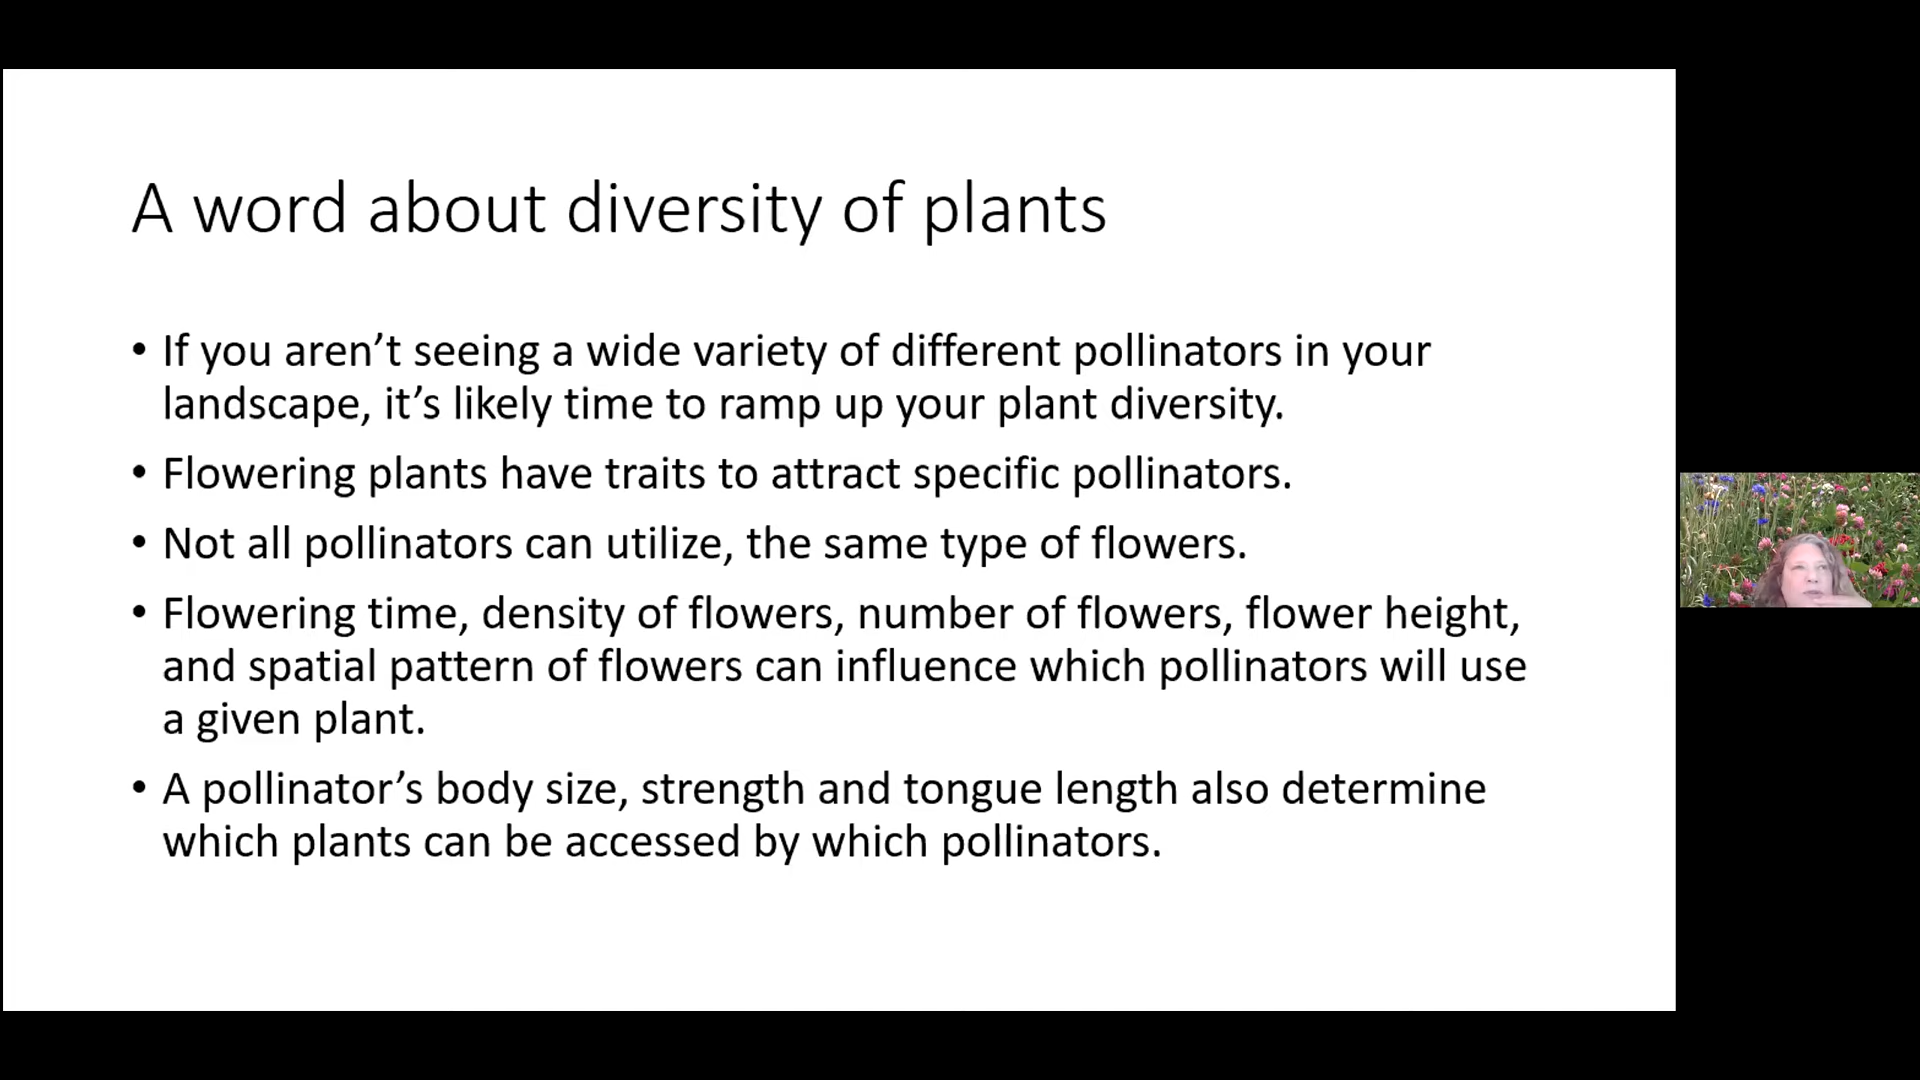 A word about diversity of plants
• If you aren’t seeing a wide variety of different pollinators in your
landscape, it’s likely time to ramp up your plant diversity.
• Flowering plants have traits to attract specific pollinators.
• Not all pollinators can utilize, the same type of flowers.
• Flowering time, density of flowers, number of flowers, flower height,
and spatial pattern of flowers can influence which pollinators will use
a given plant.
• A pollinator’s body size, strength and tongue length also determine
which plants can be accessed by which pollinators.